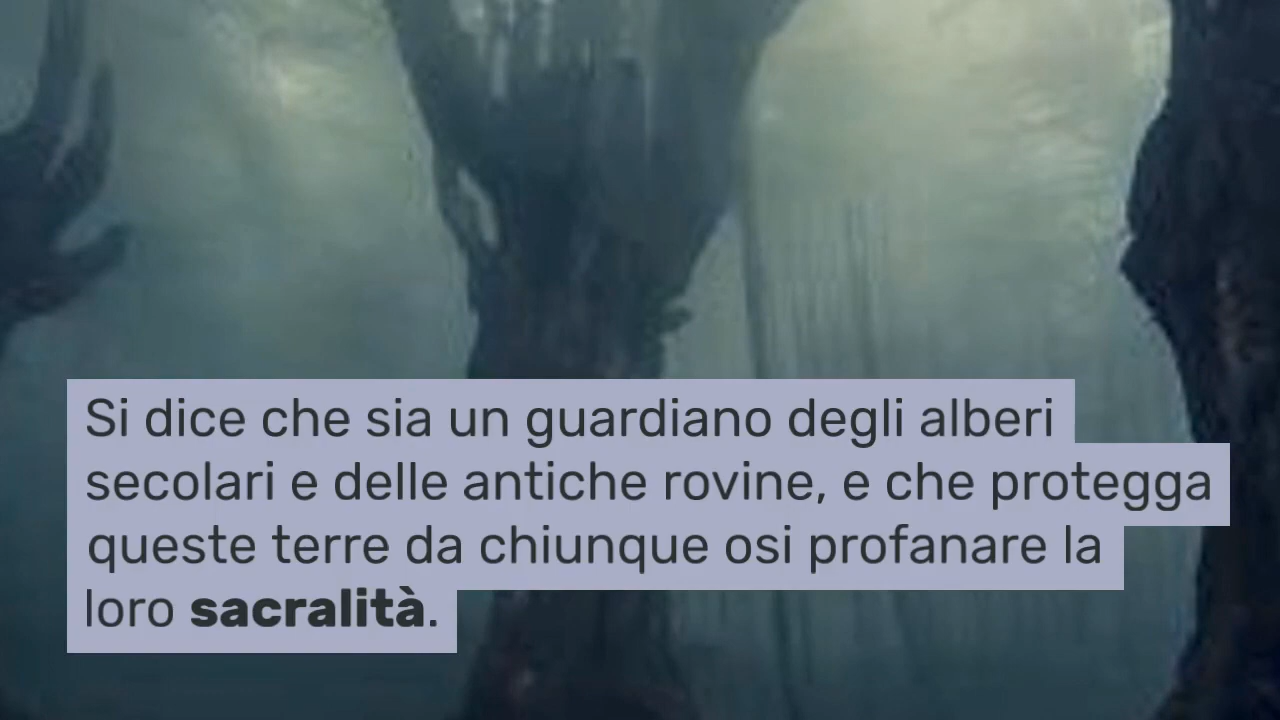 Si dice che sia un guardiano degli alberi
secolari e delle antiche rovine, e che protegga
queste terre da chiunque osi profanare la
loro sacralità.